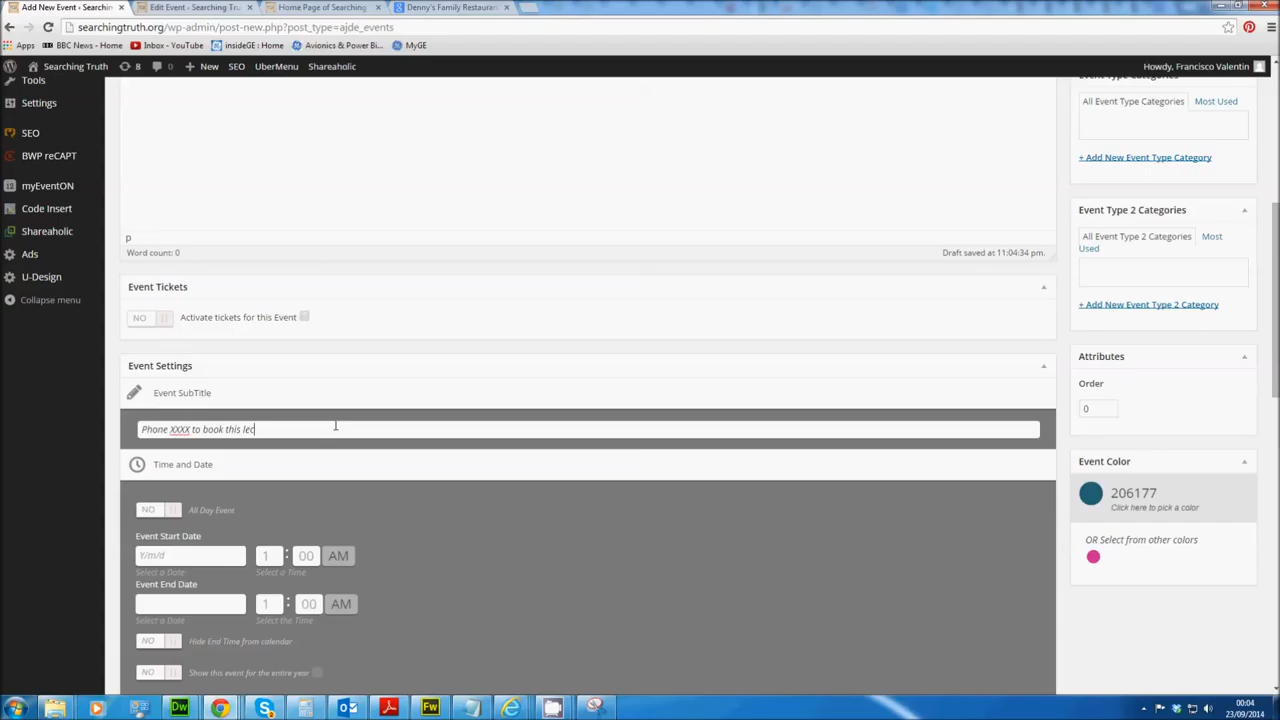 Add New Event ‹ Searchin
Edit Event ‹ Searching Tru
Home Page of Searching
Denny's Family Restauran
searchingtruth.org/wp-admin/post-new.php?post_type=ajde_events
Apps
BBC News - Home
Inbox - YouTube
insideGE : Home
Avionics & Power Bi...
MyGE
Searching Truth
8
0
+ New
SEO
UberMenu
Shareaholic
Howdy, Francisco Valentin
Tools
Settings
SEO
BWP reCAPT
myEventON
Code Insert
Shareaholic
Ads
U-Design
Collapse menu
p
Word count: 0
Draft saved at 11:04:34 pm.
Event Tickets
NO
Activate tickets for this Event
Event Settings
Event SubTitle
Phone XXXX to book this lec
Time and Date
NO
All Day Event
Event Start Date
Y/m/d
1 : 00 AM
Select a Date
Select a Time
Event End Date
1 : 00 AM
Select a Date
Select the Time
NO
Hide End Time from calendar
NO
Show this event for the entire year
Event Type Categories
All Event Type Categories
Most Used
+ Add New Event Type Category
Event Type 2 Categories
All Event Type 2 Categories
Most
Used
+ Add New Event Type 2 Category
Attributes
Order
0
Event Color
206177
Click here to pick a color
OR Select from other colors
00:04
23/09/2014